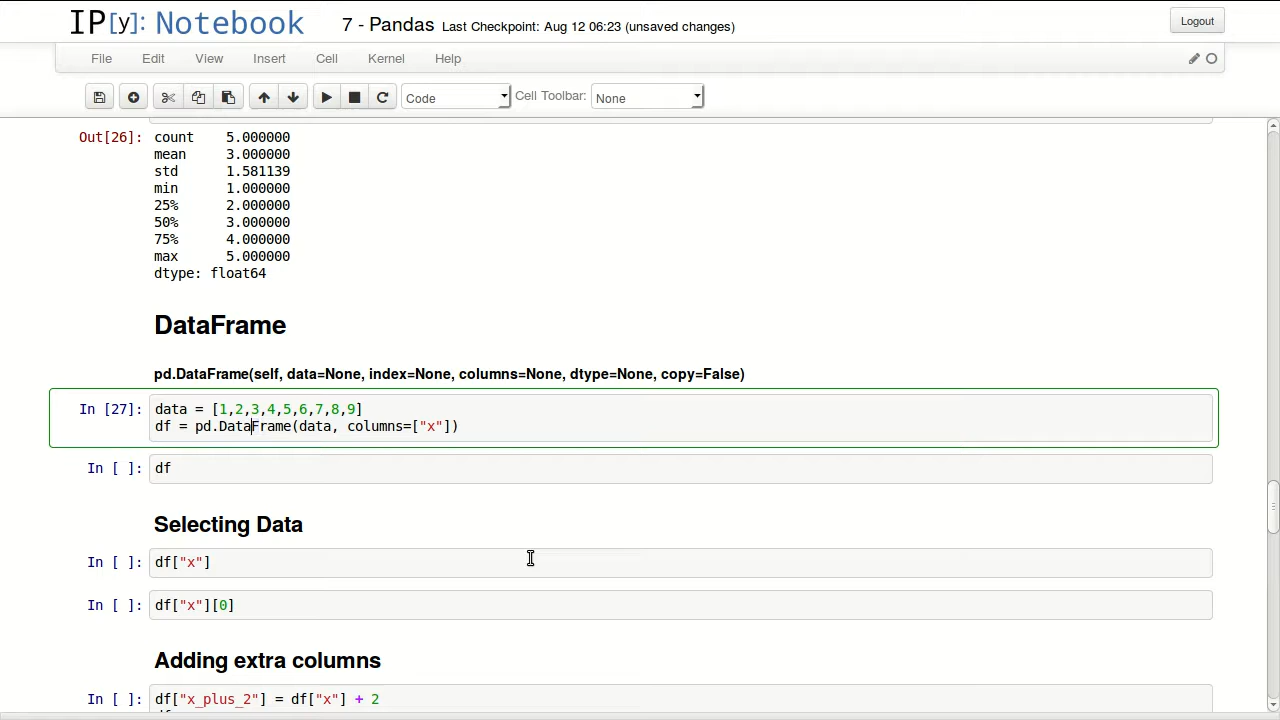 IP[y]: Notebook 7 - Pandas Last Checkpoint: Aug 12 06:23 (unsaved changes) Logout
File Edit View Insert Cell Kernel Help
Code Cell Toolbar: None
Out[26]: count 5.000000
mean 3.000000
std 1.581139
min 1.000000
25% 2.000000
50% 3.000000
75% 4.000000
max 5.000000
dtype: float64
DataFrame
pd.DataFrame(self, data=None, index=None, columns=None, dtype=None, copy=False)
In [27]: data = [1,2,3,4,5,6,7,8,9]
df = pd.DataFrame(data, columns=["x"])
In [ ]: df
Selecting Data
In [ ]: df["x"]
In [ ]: df["x"][0]
Adding extra columns
In [ ]: df["x_plus_2"] = df["x"] + 2